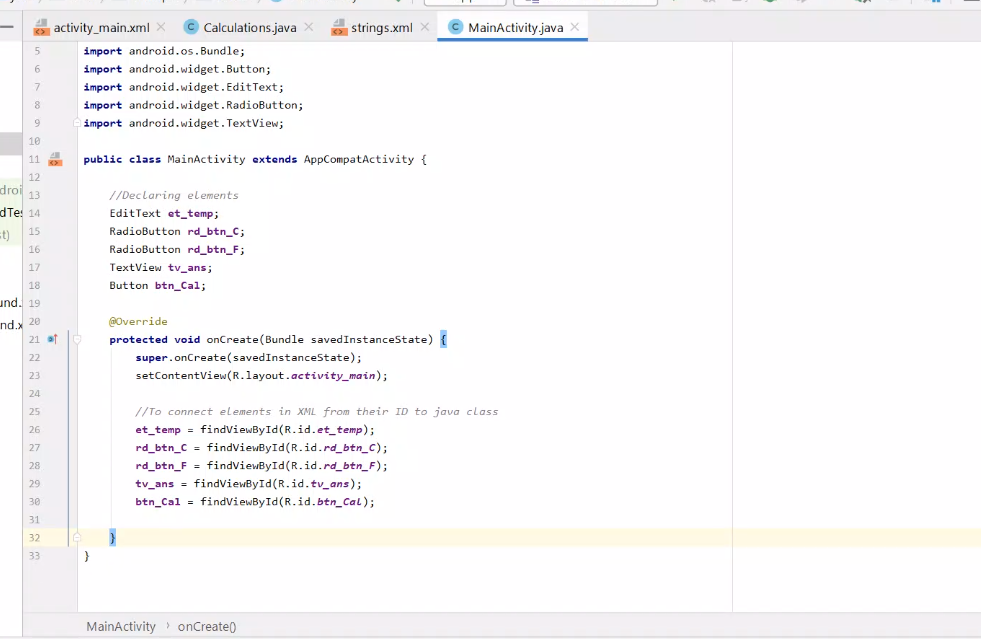 activity_main.xml Calculations.java strings.xml MainActivity.java
5 import android.os.Bundle;
6 import android.widget.Button;
7 import android.widget.EditText;
8 import android.widget.RadioButton;
9 import android.widget.TextView;
10
11 public class MainActivity extends AppCompatActivity {
12
13 //Declaring elements
14 EditText et_temp;
15 RadioButton rd_btn_C;
16 RadioButton rd_btn_F;
17 TextView tv_ans;
18 Button btn_Cal;
19
20 @Override
21 protected void onCreate(Bundle savedInstanceState) {
22 super.onCreate(savedInstanceState);
23 setContentView(R.layout.activity_main);
24
25 //To connect elements in XML from their ID to java class
26 et_temp = findViewById(R.id.et_temp);
27 rd_btn_C = findViewById(R.id.rd_btn_C);
28 rd_btn_F = findViewById(R.id.rd_btn_F);
29 tv_ans = findViewById(R.id.tv_ans);
30 btn_Cal = findViewById(R.id.btn_Cal);
31
32 }
33 }
MainActivity › onCreate()